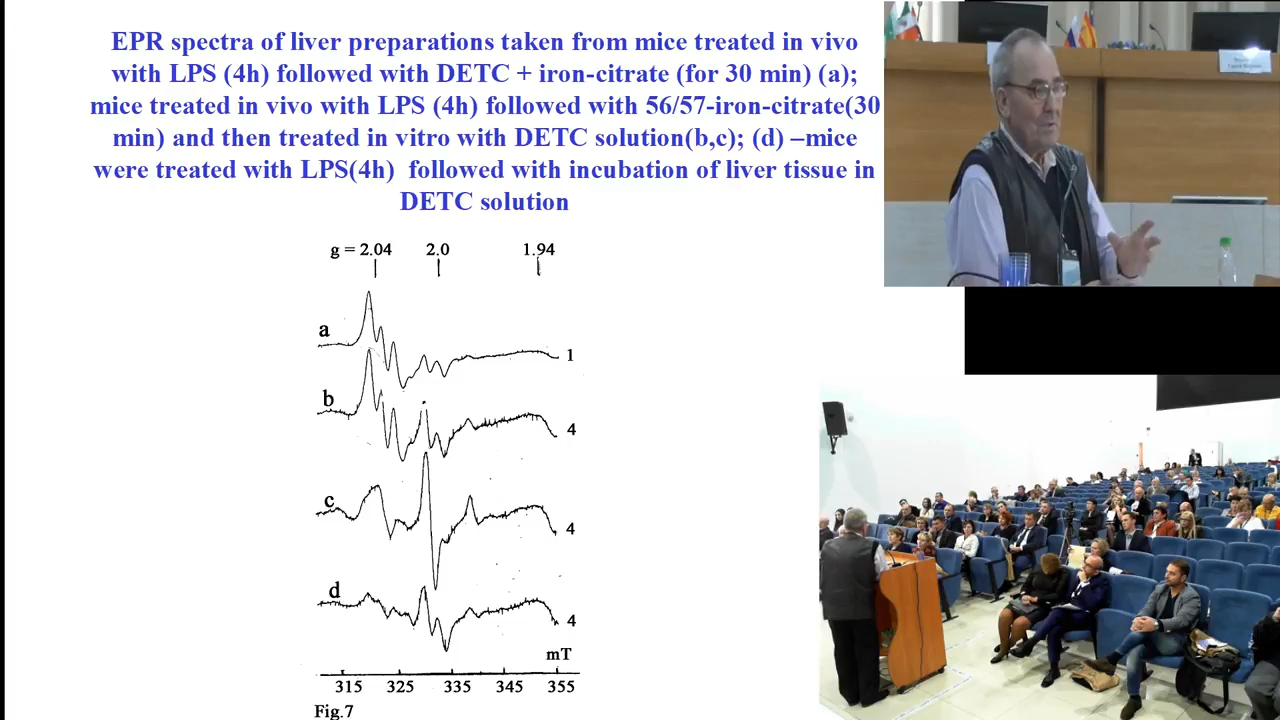 EPR spectra of liver preparations taken from mice treated in vivo
with LPS (4h) followed with DETC + iron-citrate (for 30 min) (a);
mice treated in vivo with LPS (4h) followed with 56/57-iron-citrate(30
min) and then treated in vitro with DETC solution(b,c); (d) –mice
were treated with LPS(4h) followed with incubation of liver tissue in
DETC solution
g = 2.04 2.0 1.94
a
1
b
4
c
4
d
4
mT
315 325 335 345 355
Fig.7